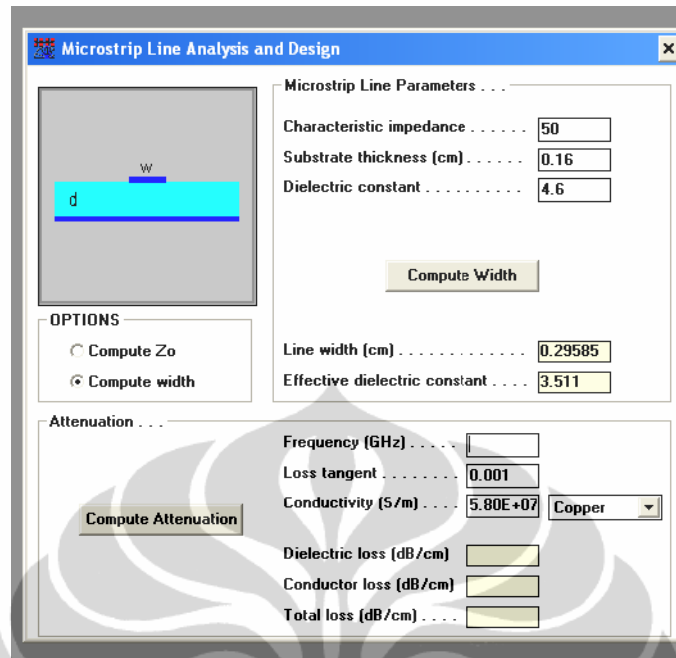 Microstrip Line Analysis and Design
w
d
Microstrip Line Parameters . . .
Characteristic impedance . . . . . . 50
Substrate thickness (cm) . . . . . . 0.16
Dielectric constant . . . . . . . . . . 4.6
Compute Width
OPTIONS
Compute Zo
Compute width
Line width (cm) . . . . . . . . . . . . . 0.29585
Effective dielectric constant . . . . 3.511
Attenuation . . .
Frequency (GHz) . . . . .
Loss tangent . . . . . . . . 0.001
Conductivity (S/m) . . . . 5.80E+07 Copper
Compute Attenuation
Dielectric loss (dB/cm)
Conductor loss (dB/cm)
Total loss (dB/cm) . . . .